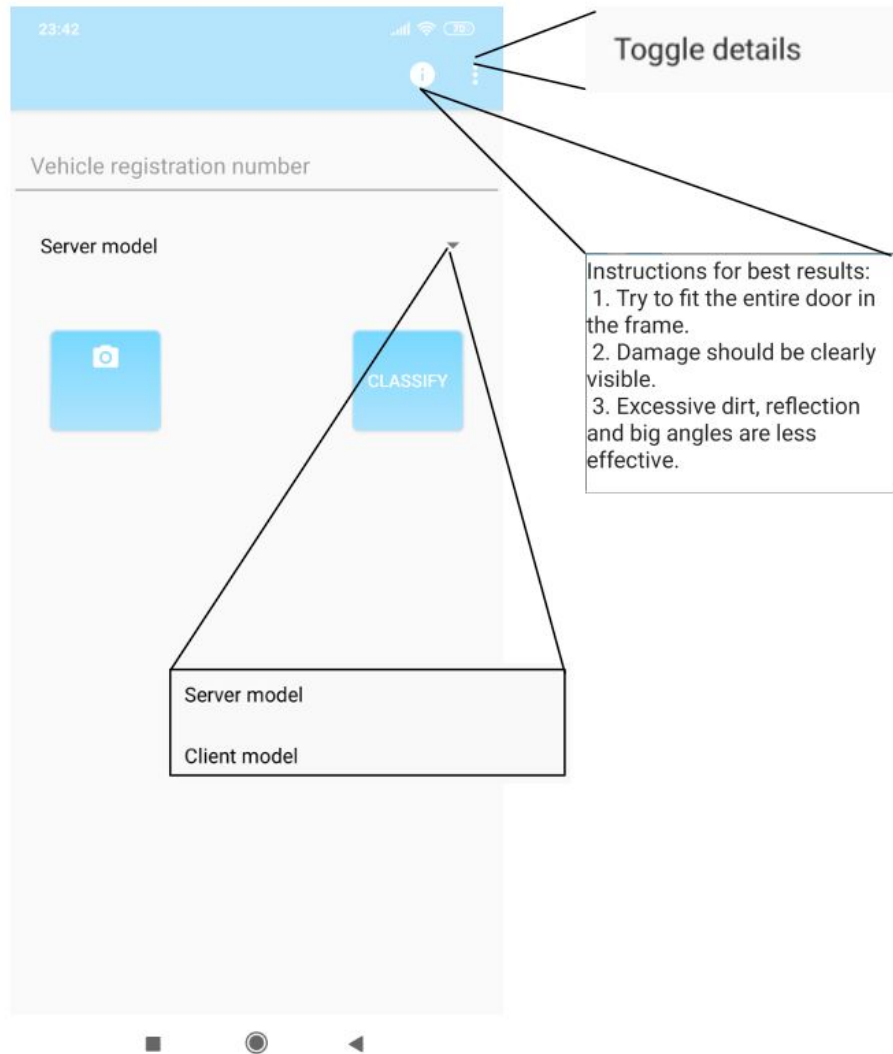 23:42
70
Toggle details
Vehicle registration number
Server model
Instructions for best results:
1. Try to fit the entire door in
the frame.
2. Damage should be clearly
visible.
3. Excessive dirt, reflection
and big angles are less
effective.
CLASSIFY
Server model
Client model